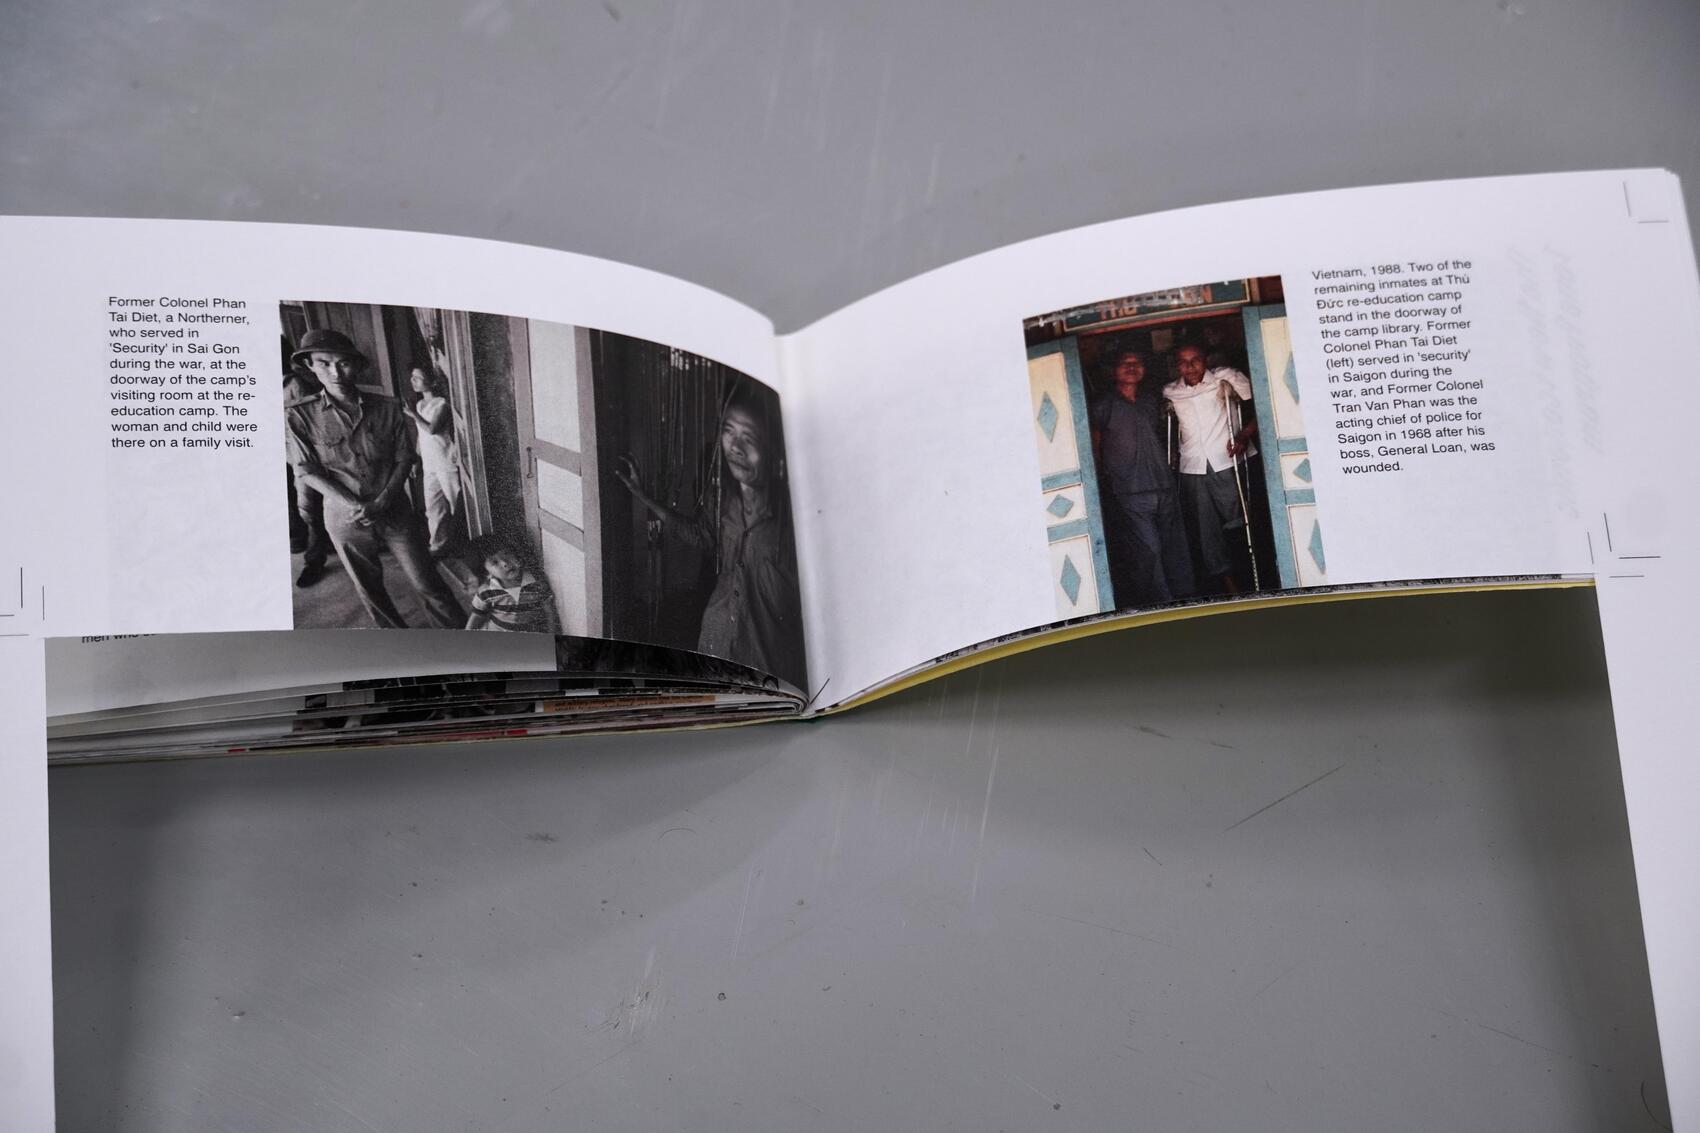 Former Colonel Phan
Tai Diet, a Northerner,
who served in
'Security' in Sai Gon
during the war, at the
doorway of the camp's
visiting room at the re-
education camp. The
woman and child were
there on a family visit.
Vietnam, 1988. Two of the
remaining inmates at Thủ
Đức re-education camp
stand in the doorway of
the camp library. Former
Colonel Phan Tai Diet
(left) served in 'security'
in Saigon during the
war, and Former Colonel
Tran Van Phan was the
acting chief of police for
Saigon in 1968 after his
boss, General Loan, was
wounded.
THƯ
men who